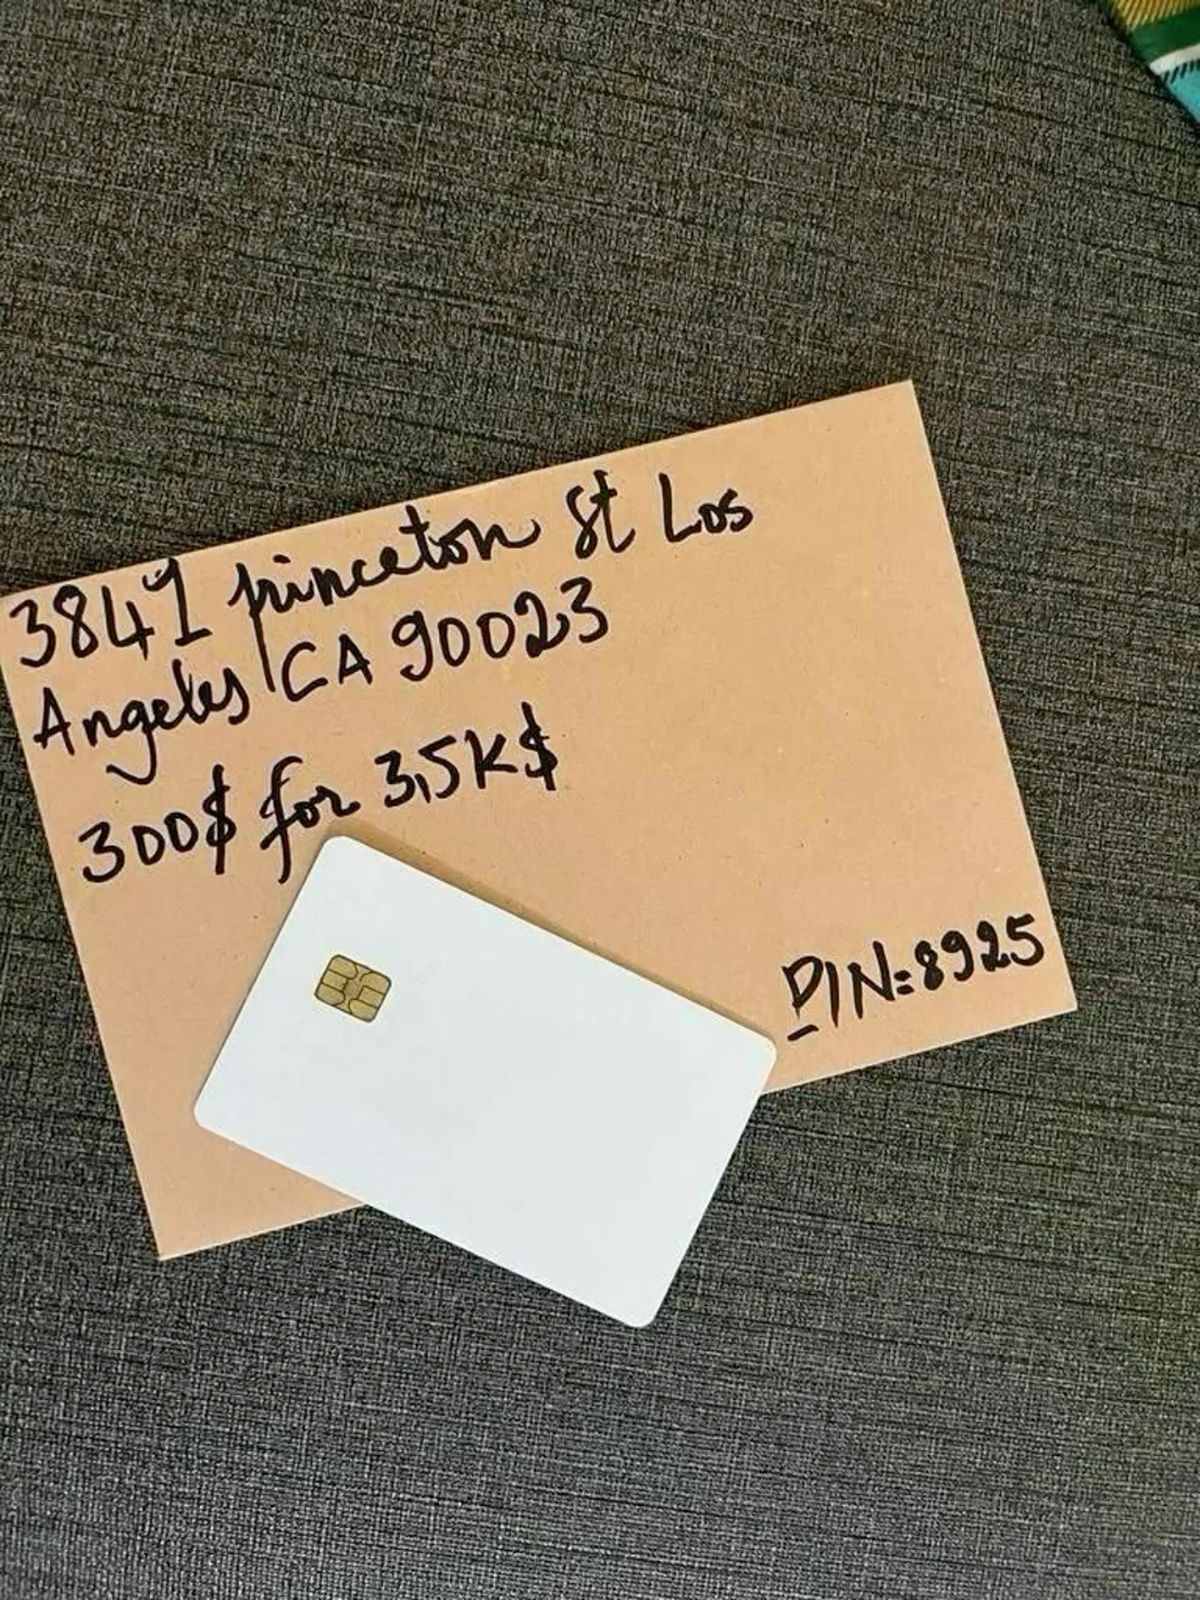 3841 princeton St Los
Angeles, CA 90023
300$ for 3,5K$
PIN=8925